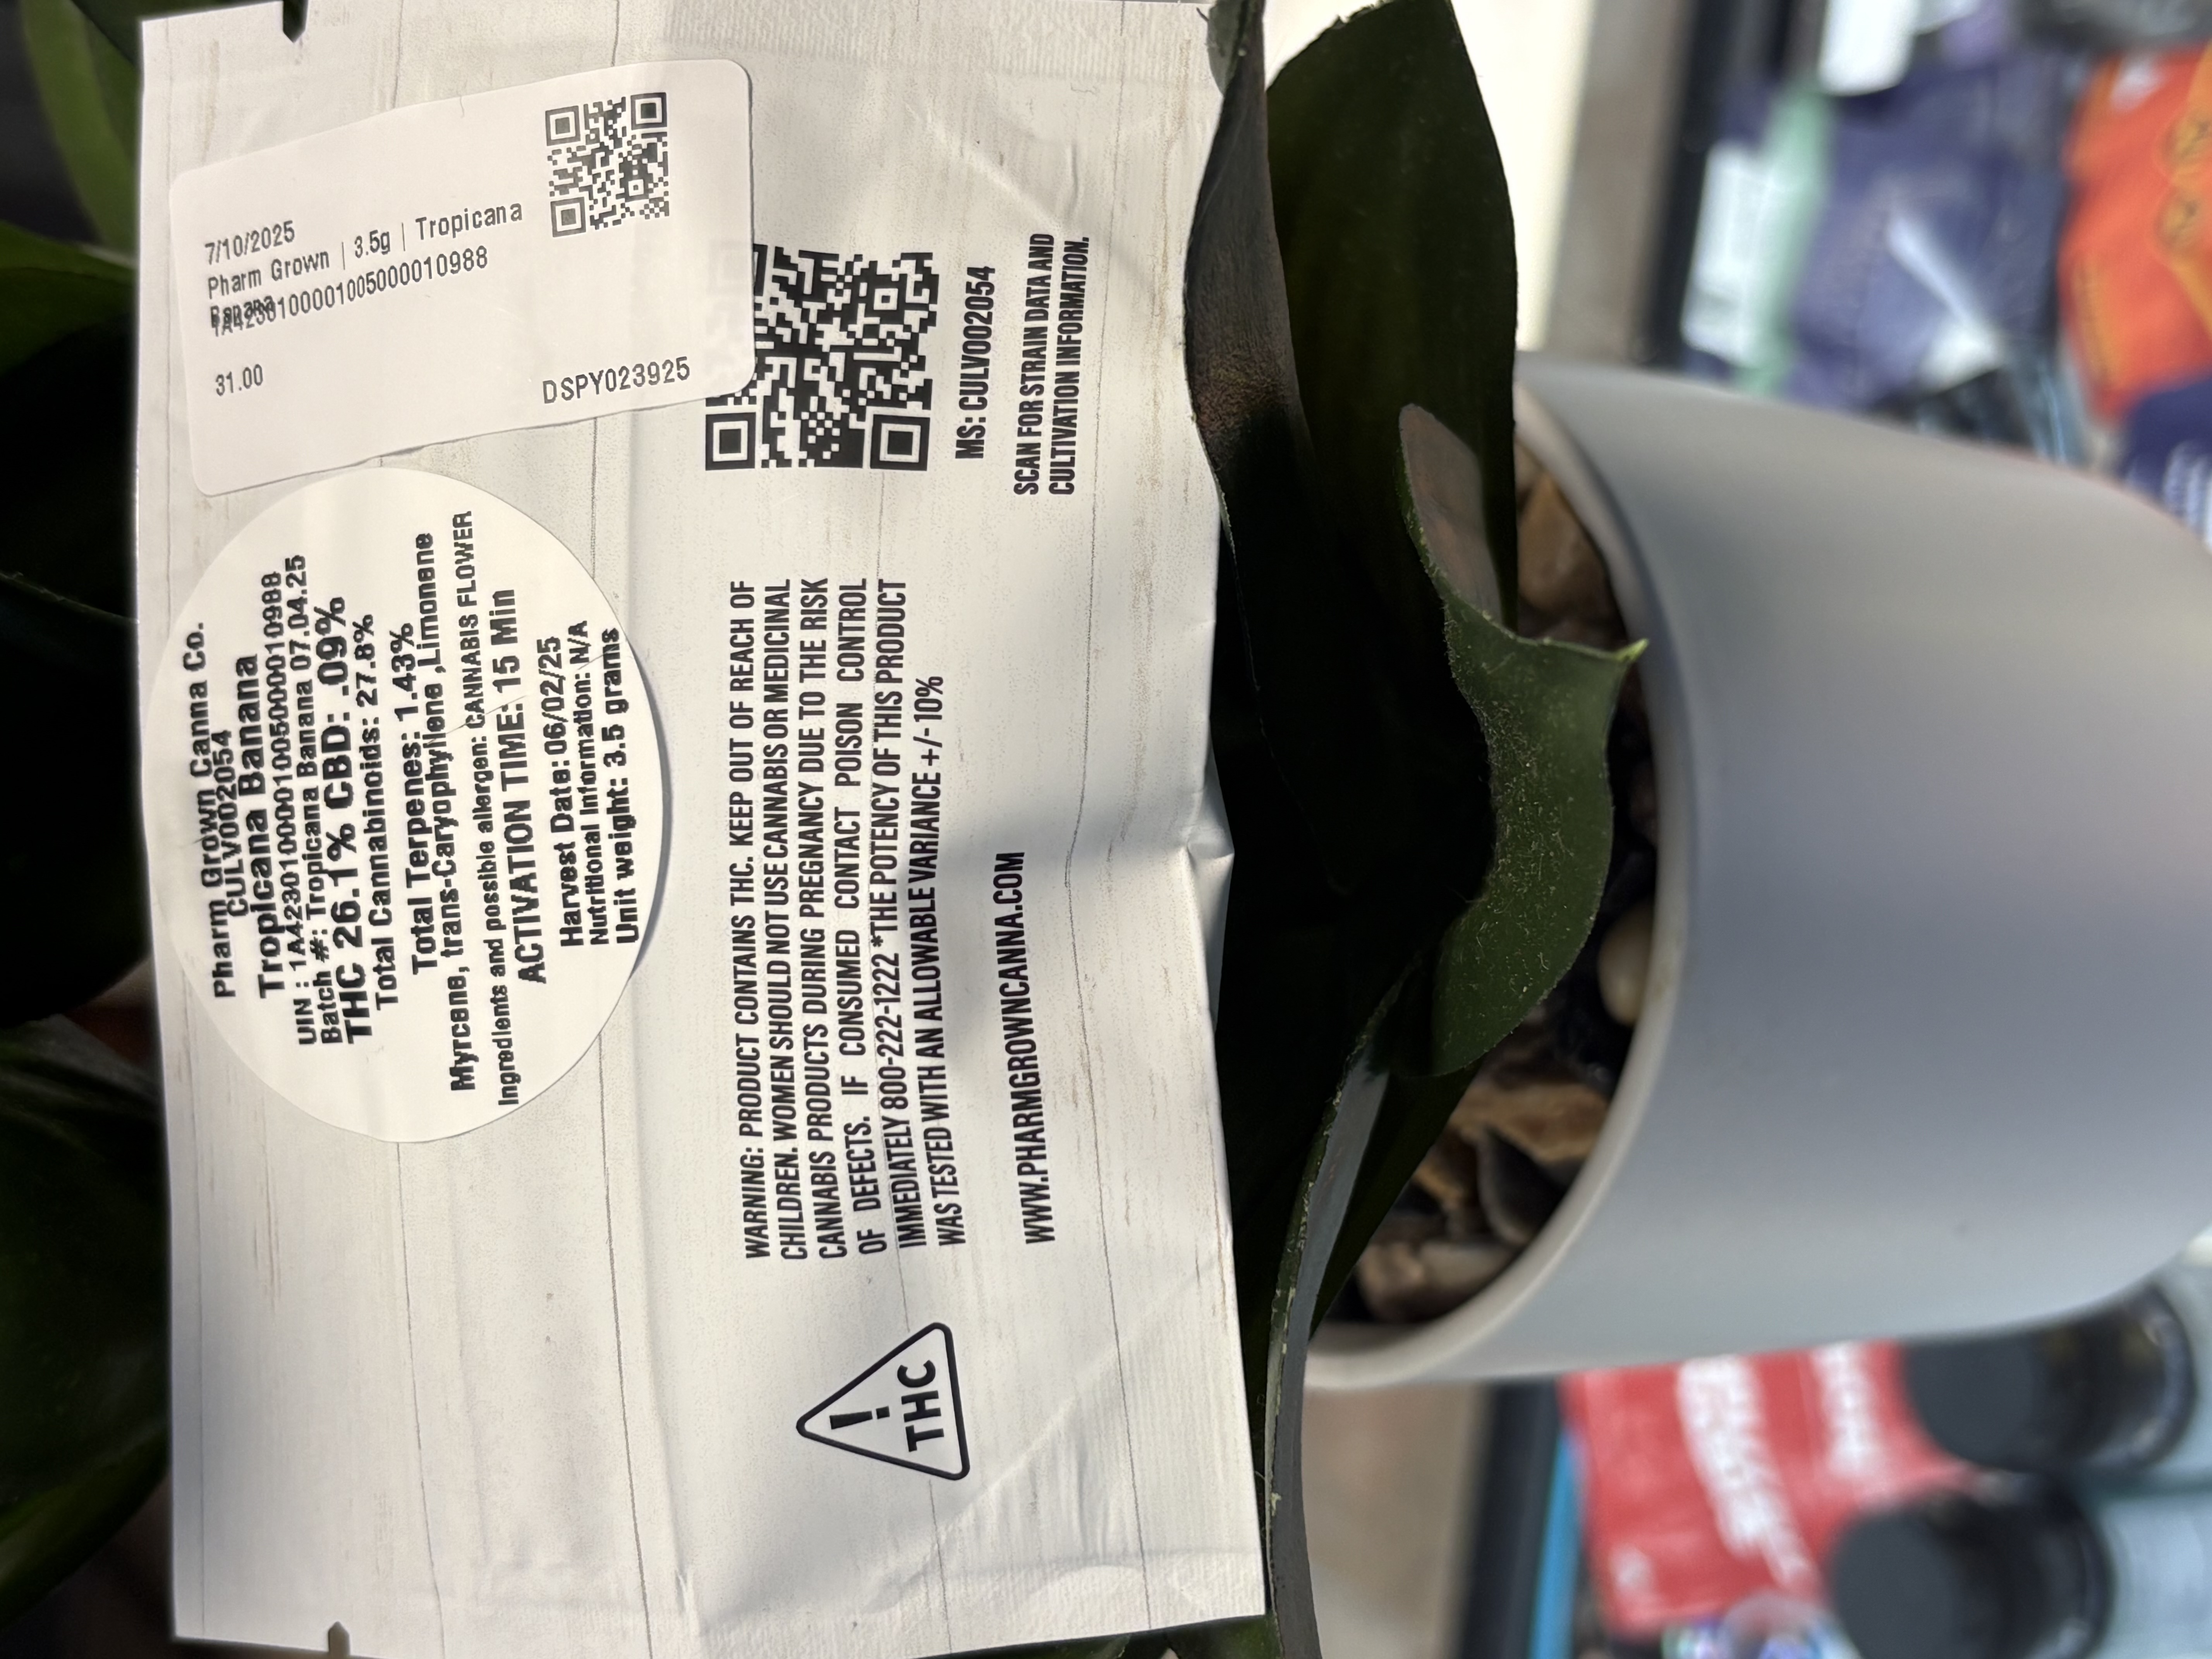 7/10/2025
Pharm Grown | 3.5g | Tropicana
Banana
1A4230100001005000010988
31.00
DSPY023925
Pharm Grown Canna Co.
CULV002054
Tropicana Banana
UIN : 1A4230100001005000010988
Batch #: Tropicana Banana 07.04.25
THC 26.1% CBD: .09%
Total Cannabinoids: 27.8%
Total Terpenes: 1.43%
Myrcene, trans-Caryophyllene ,Limonene
Ingredients and possible allergen: CANNABIS FLOWER
ACTIVATION TIME: 15 Min
Harvest Date: 06/02/25
Nutritional Information: N/A
Unit weight: 3.5 grams
MS: CULV002054
SCAN FOR STRAIN DATA AND
CULTIVATION INFORMATION.
WARNING: PRODUCT CONTAINS THC. KEEP OUT OF REACH OF
CHILDREN. WOMEN SHOULD NOT USE CANNABIS OR MEDICINAL
CANNABIS PRODUCTS DURING PREGNANCY DUE TO THE RISK
OF DEFECTS. IF CONSUMED CONTACT POISON CONTROL
IMMEDIATELY 800-222-1222 *THE POTENCY OF THIS PRODUCT
WAS TESTED WITH AN ALLOWABLE VARIANCE +/- 10%
WWW.PHARMGROWNCANNA.COM
!
THC